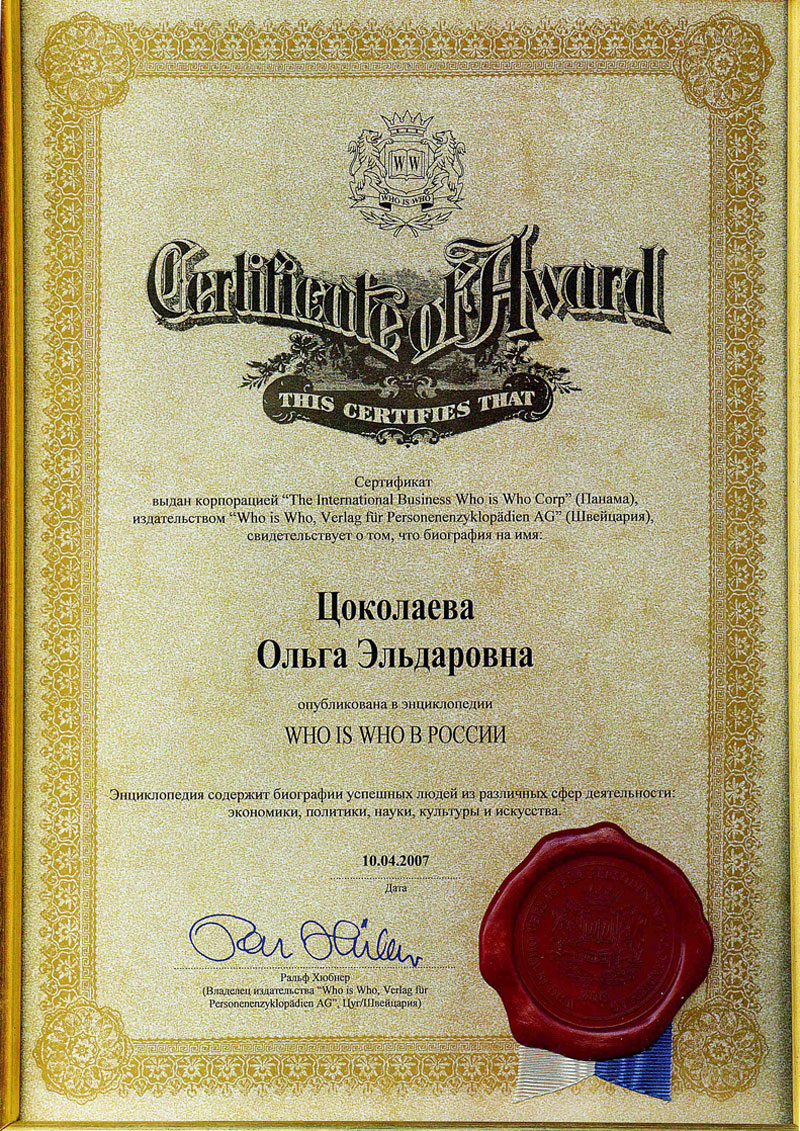 WW
WHO IS WHO
Certificate of Award
THIS CERTIFIES THAT
Сертификат
выдан корпорацией “The International Business Who is Who Corp” (Панама),
издательством “Who is Who, Verlag für Personenenzyklopädien AG” (Швейцария),
свидетельствует о том, что биография на имя:
Цоколаева
Ольга Эльдаровна
опубликована в энциклопедии
WHO IS WHO В РОССИИ
Энциклопедия содержит биографии успешных людей из различных сфер деятельности:
экономики, политики, науки, культуры и искусства.
10.04.2007
Дата
Ральф Хюбнер
(Владелец издательства “Who is Who, Verlag für
Personenenzyklopädien AG”, Цуг/Швейцария)